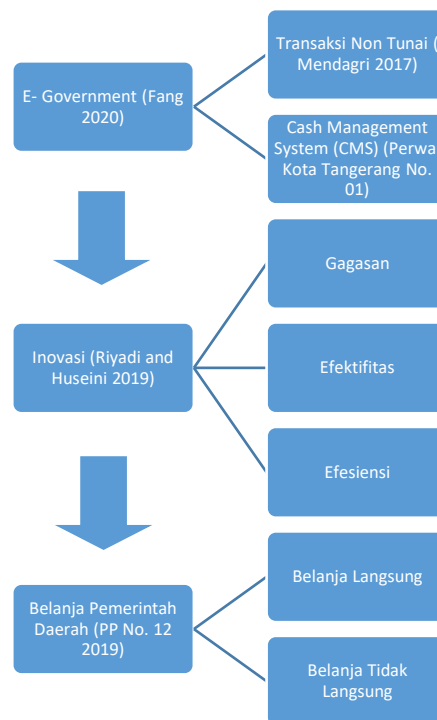 Transaksi Non Tunai (
Mendagri 2017)
E- Government (Fang
2020)
Cash Management
System (CMS) (Perwa
Kota Tangerang No.
01)
Gagasan
Inovasi (Riyadi and
Huseini 2019)
Efektifitas
Efesiensi
Belanja Langsung
Belanja Pemerintah
Daerah (PP No. 12
2019)
Belanja Tidak
Langsung